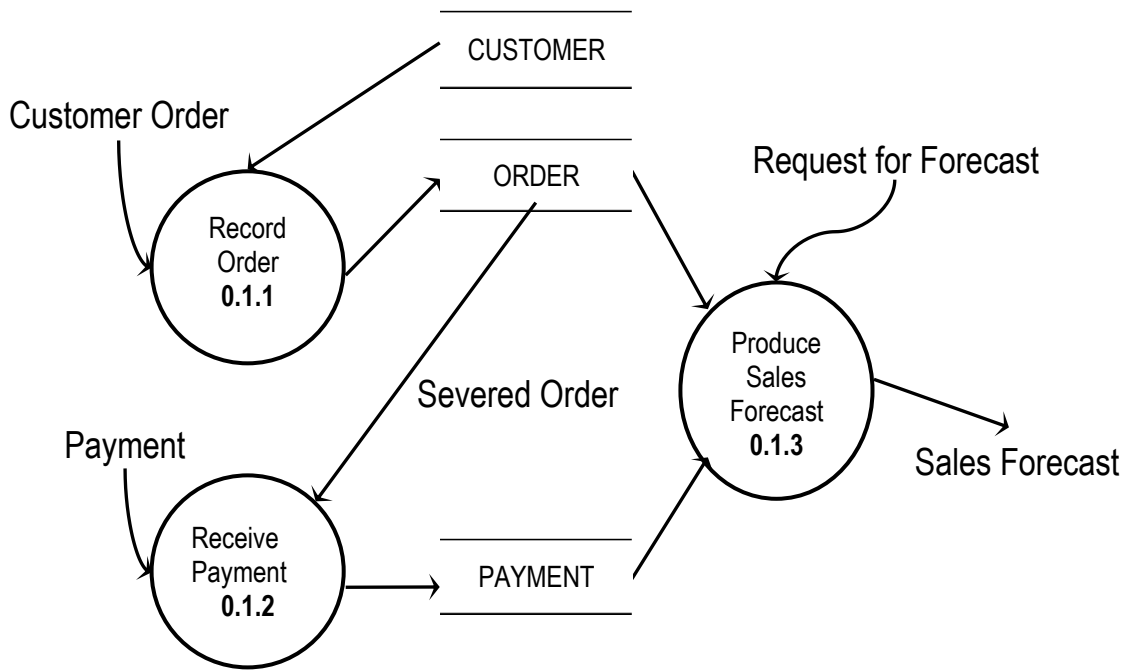 CUSTOMER
Customer Order
ORDER
Request for Forecast
Record
Order
0.1.1
Produce
Sales
Forecast
0.1.3
Severed Order
Payment
Sales Forecast
Receive
Payment
0.1.2
PAYMENT